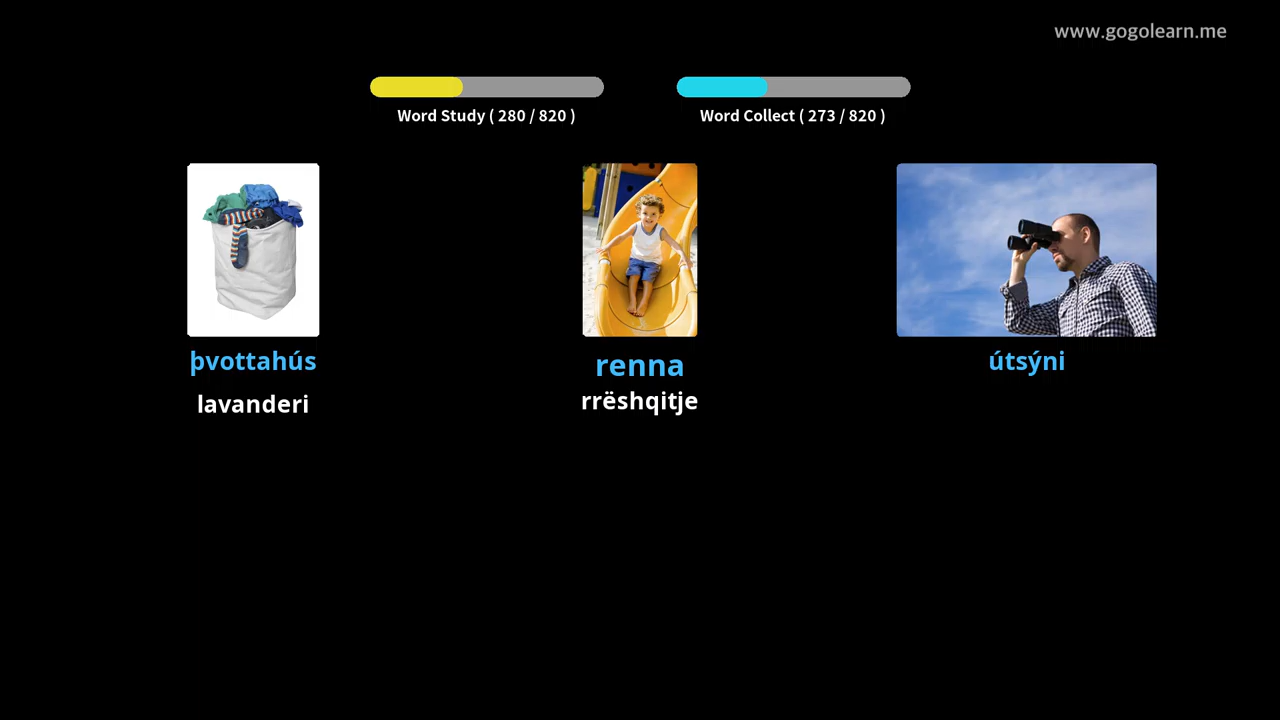 www.gogolearn.me
Word Study ( 280 / 820 )
Word Collect ( 273 / 820 )
þvottahús
renna
útsýni
lavanderi
rrëshqitje